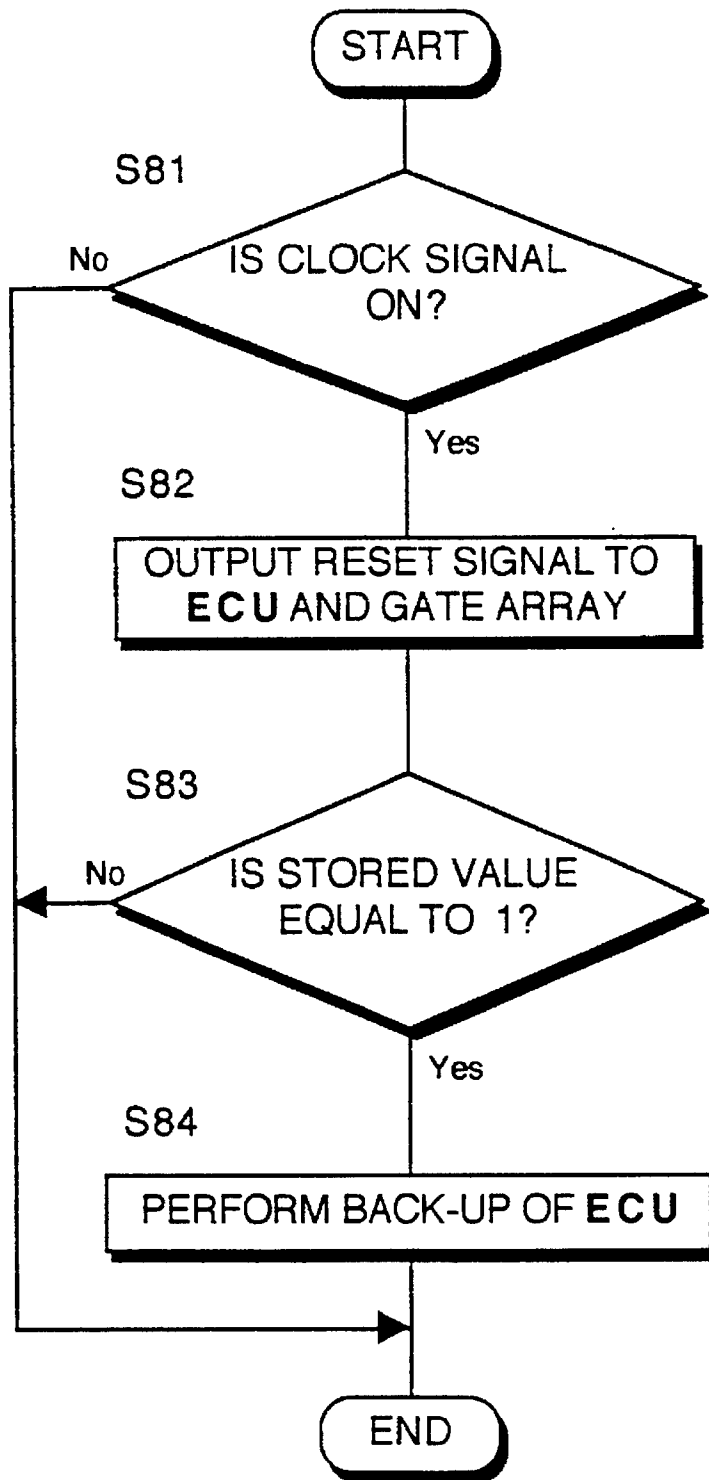 START
S81
No
IS CLOCK SIGNAL
ON?
Yes
S82
OUTPUT RESET SIGNAL TO
ECU AND GATE ARRAY
S83
No
IS STORED VALUE
EQUAL TO 1?
Yes
S84
PERFORM BACK-UP OF ECU
END